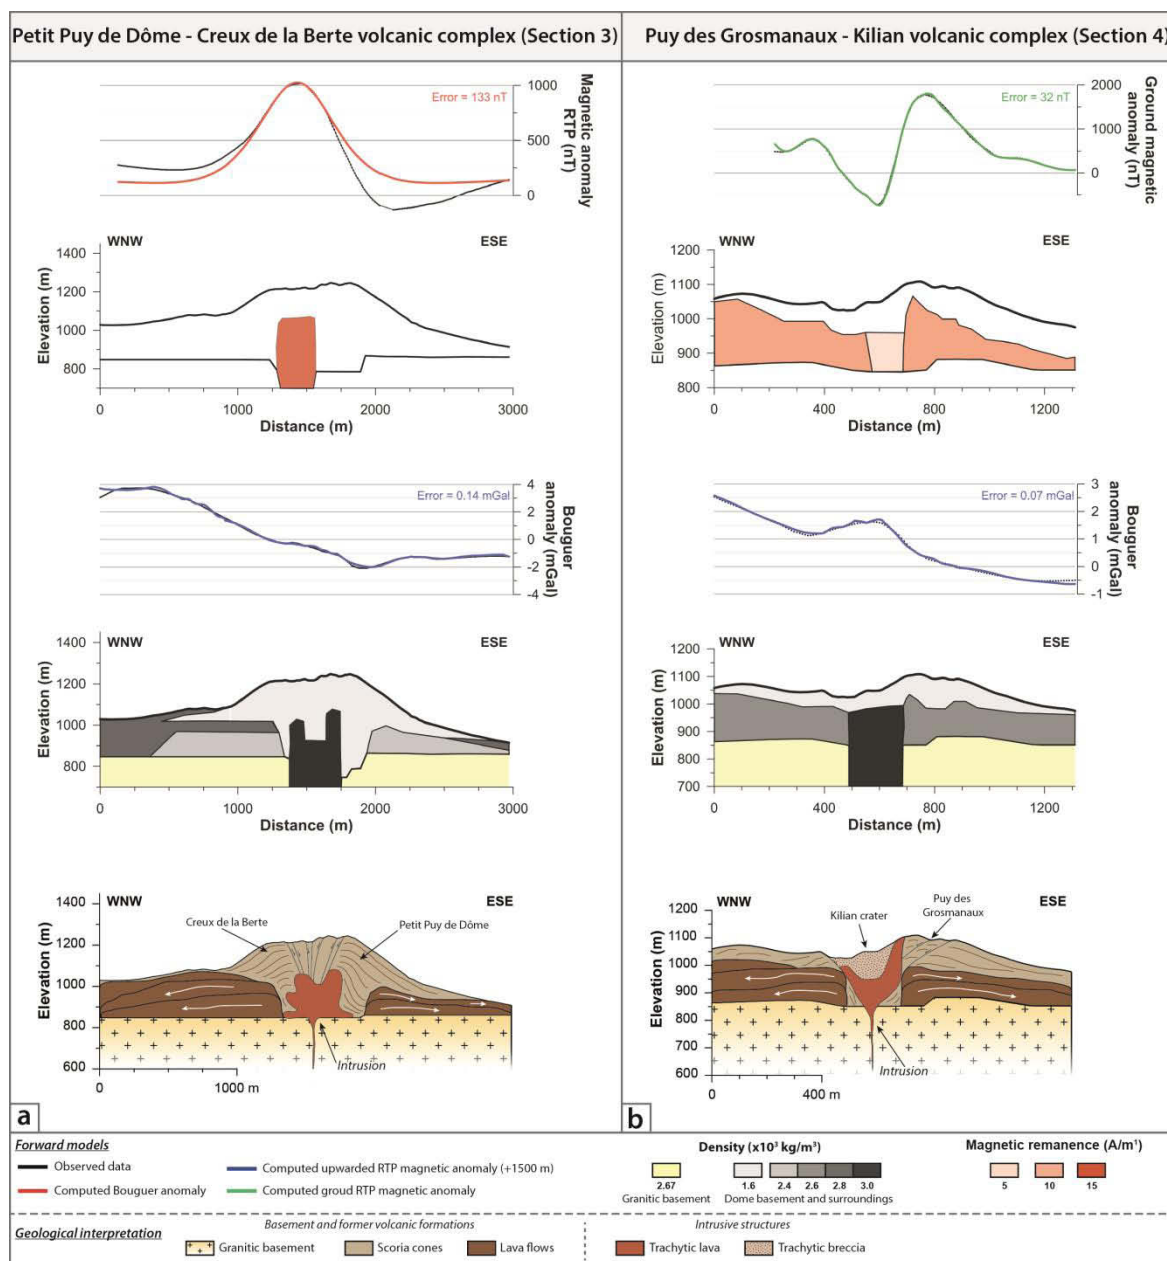 Petit Puy de Dôme - Creux de la Berte volcanic complex (Section 3)
Puy des Grosmanaux - Kilian volcanic complex (Section 4)
Error = 133 nT
1000
500
0
Magnetic anomaly
RTP (nT)
WNW
ESE
Elevation (m)
1400
1200
1000
800
0
1000
2000
3000
Distance (m)
Error = 0.14 mGal
4
2
0
-2
-4
Bouguer
anomaly (mGal)
WNW
ESE
Elevation (m)
1400
1200
1000
800
0
1000
2000
3000
Distance (m)
WNW
ESE
Creux de la Berte
Petit Puy de Dôme
Elevation (m)
1400
1200
1000
800
600
Intrusion
0
1000 m
a
Error = 32 nT
2000
1000
0
Ground magnetic
anomaly (nT)
WNW
ESE
Elevation (m)
1200
1100
1000
900
800
0
400
800
1200
Distance (m)
Error = 0.07 mGal
3
2
1
0
-1
Bouguer
anomaly (mGal)
WNW
ESE
Elevation (m)
1200
1100
1000
900
800
700
0
400
800
1200
Distance (m)
WNW
ESE
Kilian crater
Puy des
Grosmanaux
Elevation (m)
1200
1100
1000
900
800
700
600
Intrusion
0
400 m
b
Forward models
Observed data
Computed upwarded RTP magnetic anomaly (+1500 m)
Computed Bouguer anomaly
Computed groud RTP magnetic anomaly
Density (x10³ kg/m³)
2.67
1.6 2.4 2.6 2.8 3.0
Granitic basement
Dome basement and surroundings
Magnetic remanence (A/m¹)
5 10 15
Geological interpretation
Basement and former volcanic formations
Intrusive structures
Granitic basement
Scoria cones
Lava flows
Trachytic lava
Trachytic breccia